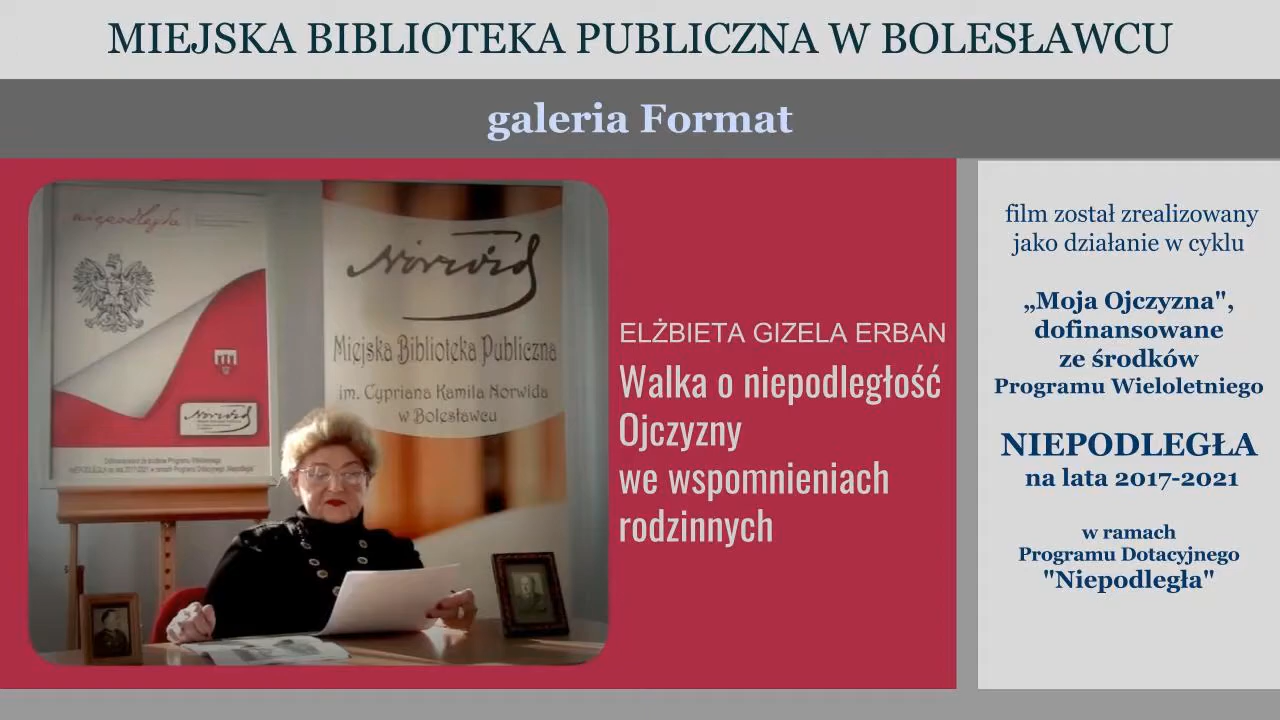 MIEJSKA BIBLIOTEKA PUBLICZNA W BOLESŁAWCU
galeria Format
niepodległa
Norwid
Miejska Biblioteka Publiczna
im. Cypriana Kamila Norwida
w Bolesławcu
Norwid
ELŻBIETA GIZELA ERBAN
Walka o niepodległość
Ojczyzny
we wspomnieniach
rodzinnych
film został zrealizowany
jako działanie w cyklu
„Moja Ojczyzna",
dofinansowane
ze środków
Programu Wieloletniego
NIEPODLEGŁA
na lata 2017-2021
w ramach
Programu Dotacyjnego
"Niepodległa"